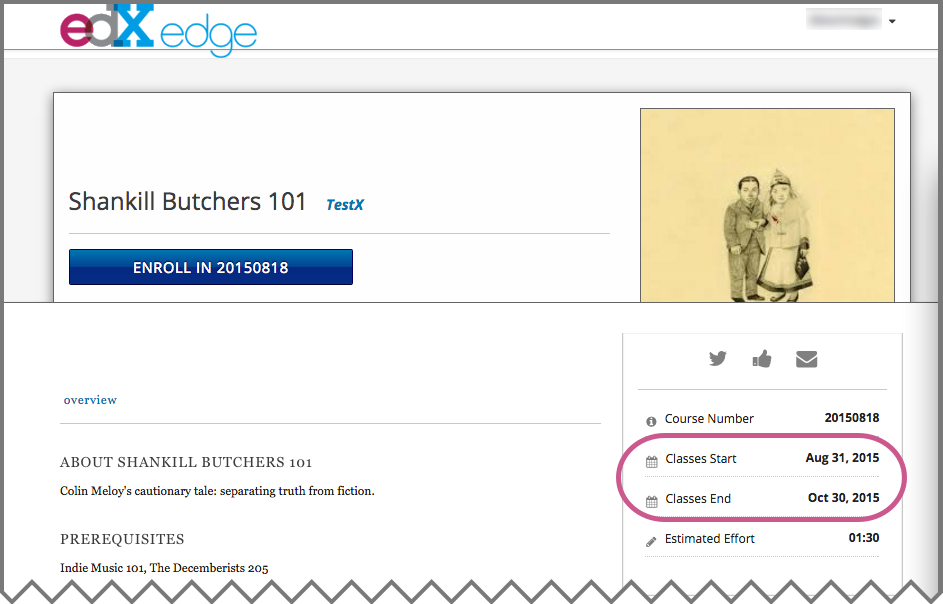 edX edge
Shankill Butchers 101 TestX
ENROLL IN 20150818
overview
ABOUT SHANKILL BUTCHERS 101
Colin Meloy's cautionary tale: separating truth from fiction.
PREREQUISITES
Indie Music 101, The Decemberists 205
Course Number 20150818
Classes Start Aug 31, 2015
Classes End Oct 30, 2015
Estimated Effort 01:30